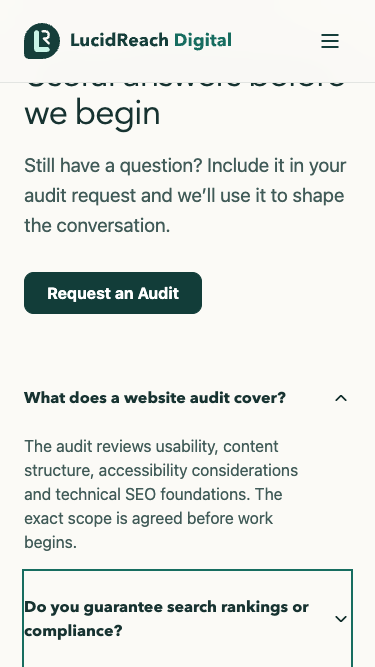 LucidReach Digital
Useful answers before
we begin
Still have a question? Include it in your
audit request and we'll use it to shape
the conversation.
Request an Audit
What does a website audit cover?
The audit reviews usability, content
structure, accessibility considerations
and technical SEO foundations. The
exact scope is agreed before work
begins.
Do you guarantee search rankings or
compliance?